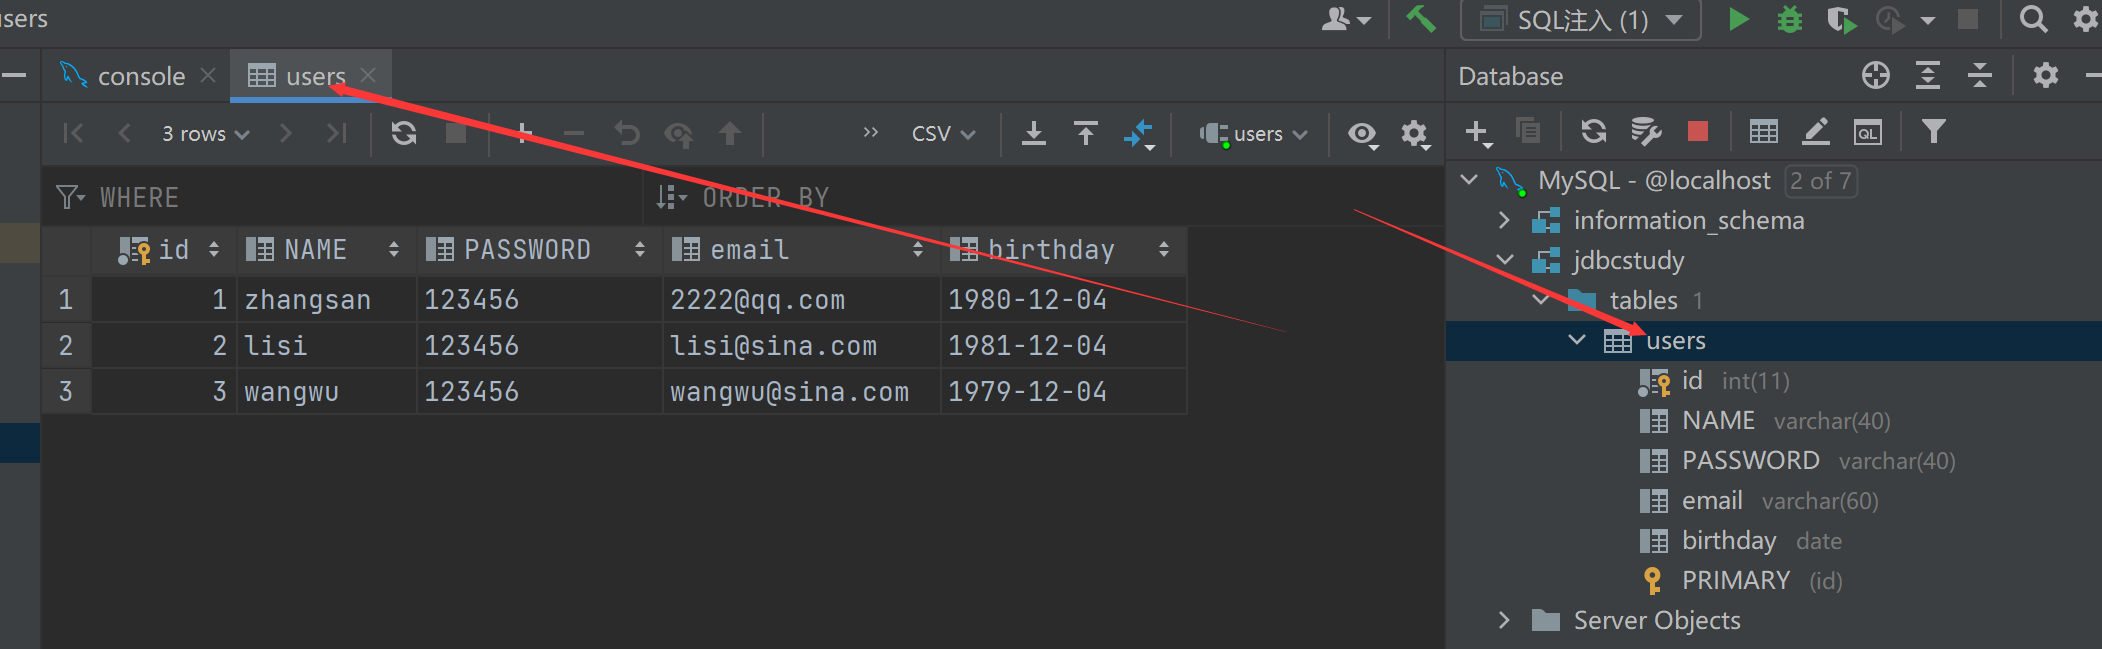 users
SQL注入 (1)
console
users
Database
3 rows
CSV
users
QL
WHERE
ORDER BY
MySQL - @localhost 2 of 7
information_schema
jdbcstudy
tables 1
users
id int(11)
NAME varchar(40)
PASSWORD varchar(40)
email varchar(60)
birthday date
PRIMARY (id)
Server Objects
id NAME PASSWORD email birthday
1 1 zhangsan 123456 2222@qq.com 1980-12-04
2 2 lisi 123456 lisi@sina.com 1981-12-04
3 3 wangwu 123456 wangwu@sina.com 1979-12-04